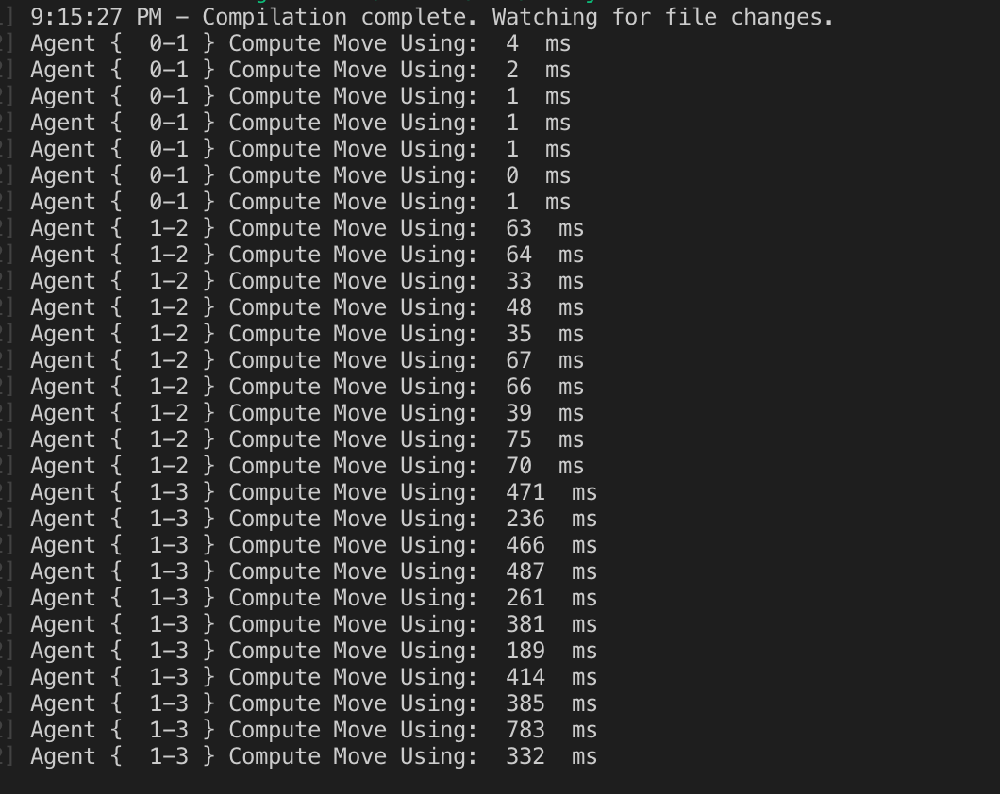 9:15:27 PM – Compilation complete. Watching for file changes.
Agent {  0–1 } Compute Move Using:  4  ms
Agent {  0–1 } Compute Move Using:  2  ms
Agent {  0–1 } Compute Move Using:  1  ms
Agent {  0–1 } Compute Move Using:  1  ms
Agent {  0–1 } Compute Move Using:  1  ms
Agent {  0–1 } Compute Move Using:  0  ms
Agent {  0–1 } Compute Move Using:  1  ms
Agent {  1–2 } Compute Move Using:  63  ms
Agent {  1–2 } Compute Move Using:  64  ms
Agent {  1–2 } Compute Move Using:  33  ms
Agent {  1–2 } Compute Move Using:  48  ms
Agent {  1–2 } Compute Move Using:  35  ms
Agent {  1–2 } Compute Move Using:  67  ms
Agent {  1–2 } Compute Move Using:  66  ms
Agent {  1–2 } Compute Move Using:  39  ms
Agent {  1–2 } Compute Move Using:  75  ms
Agent {  1–2 } Compute Move Using:  70  ms
Agent {  1–3 } Compute Move Using:  471  ms
Agent {  1–3 } Compute Move Using:  236  ms
Agent {  1–3 } Compute Move Using:  466  ms
Agent {  1–3 } Compute Move Using:  487  ms
Agent {  1–3 } Compute Move Using:  261  ms
Agent {  1–3 } Compute Move Using:  381  ms
Agent {  1–3 } Compute Move Using:  189  ms
Agent {  1–3 } Compute Move Using:  414  ms
Agent {  1–3 } Compute Move Using:  385  ms
Agent {  1–3 } Compute Move Using:  783  ms
Agent {  1–3 } Compute Move Using:  332  ms